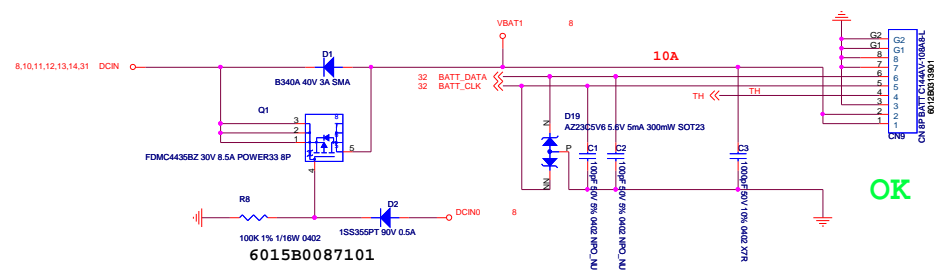 VBAT1 8
G2 G2
G1 G1
8 8
7 7
6 6
5 5
4 4
3 3
2 2
1 1
CN9
CN 8P BATT C144AV-108A8-L
6012B0313901
8,10,11,12,13,14,31 DCIN
D1
B340A 40V 3A SMA
10A
32 BATT_DATA
32 BATT_CLK
TH TH
Q1
3
2
1
5
4
FDMC4435BZ 30V 8.5A POWER33 8P
D19
AZ23C5V6 5.6V 5mA 300mW SOT23
N
P
NN
C1
100pF 50V 5% 0402 NPO_NU
C2
100pF 50V 5% 0402 NPO_NU
C3
1000pF 50V 10% 0402 X7R
OK
R8
100K 1% 1/16W 0402
D2
1SS355PT 90V 0.5A
DCIN0 8
6015B0087101